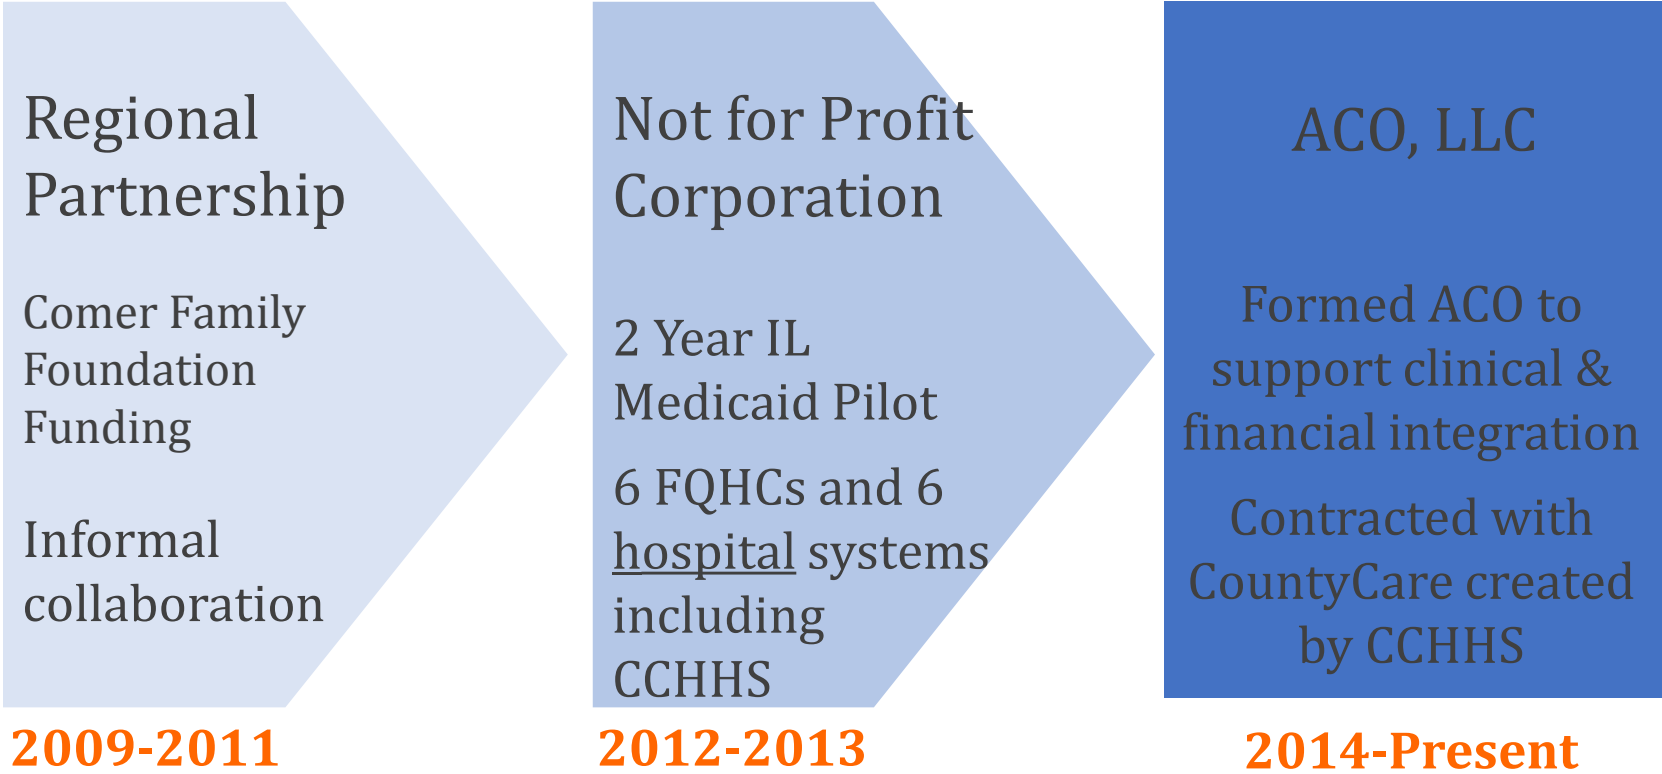 Regional
Partnership
Comer Family
Foundation
Funding
Informal
collaboration
2009-2011
Not for Profit
Corporation
2 Year IL
Medicaid Pilot
6 FQHCs and 6
hospital systems
including
CCHHS
2012-2013
ACO, LLC
Formed ACO to
support clinical &
financial integration
Contracted with
CountyCare created
by CCHHS
2014-Present